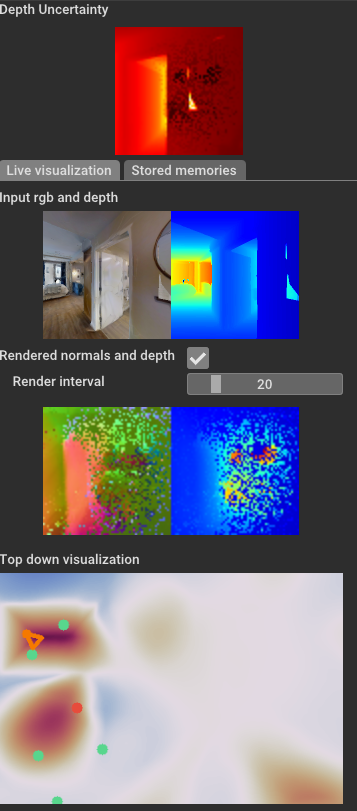 Depth Uncertainty
Live visualization
Stored memories
Input rgb and depth
Rendered normals and depth
Render interval
20
Top down visualization